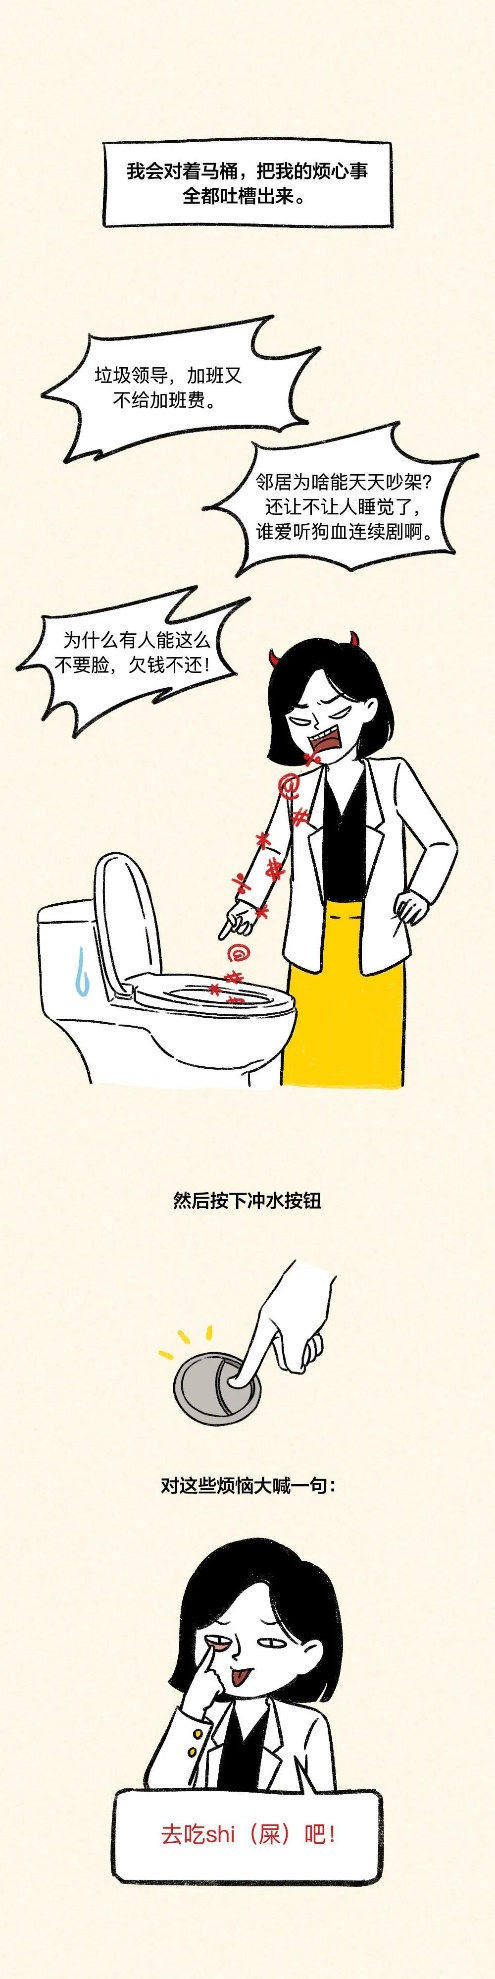 我会对着马桶，把我的烦心事
全都吐槽出来。
垃圾领导，加班又
不给加班费。
邻居为啥能天天吵架？
还让不让人睡觉了，
谁爱听狗血连续剧啊。
为什么有人能这么
不要脸，欠钱不还！
%
@
#
*
#
%
*
@
#
*
#
然后按下冲水按钮
对这些烦恼大喊一句：
去吃shi（屎）吧！